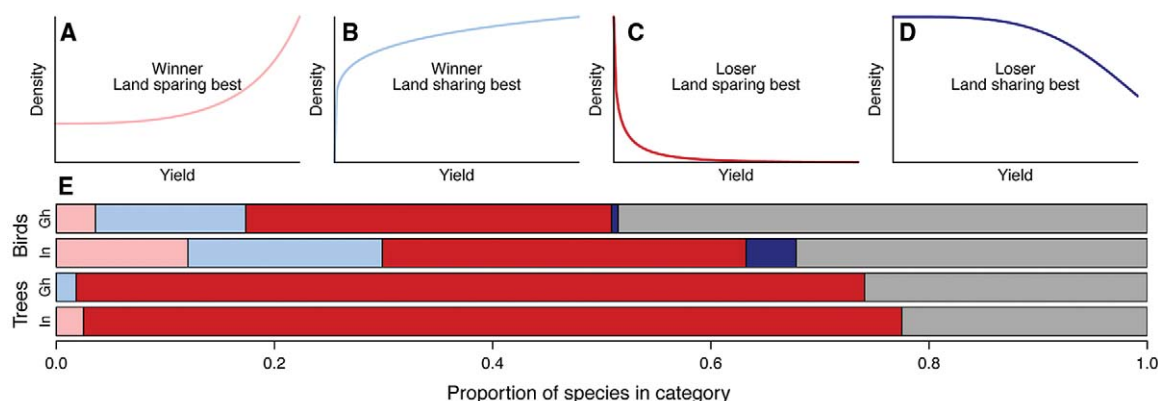 A
Winner
Land sparing best
Density
Yield
B
Winner
Land sharing best
Density
Yield
C
Loser
Land sparing best
Density
Yield
D
Loser
Land sharing best
Density
Yield
E
Birds
Gh
In
Trees
Gh
In
0.0 0.2 0.4 0.6 0.8 1.0
Proportion of species in category